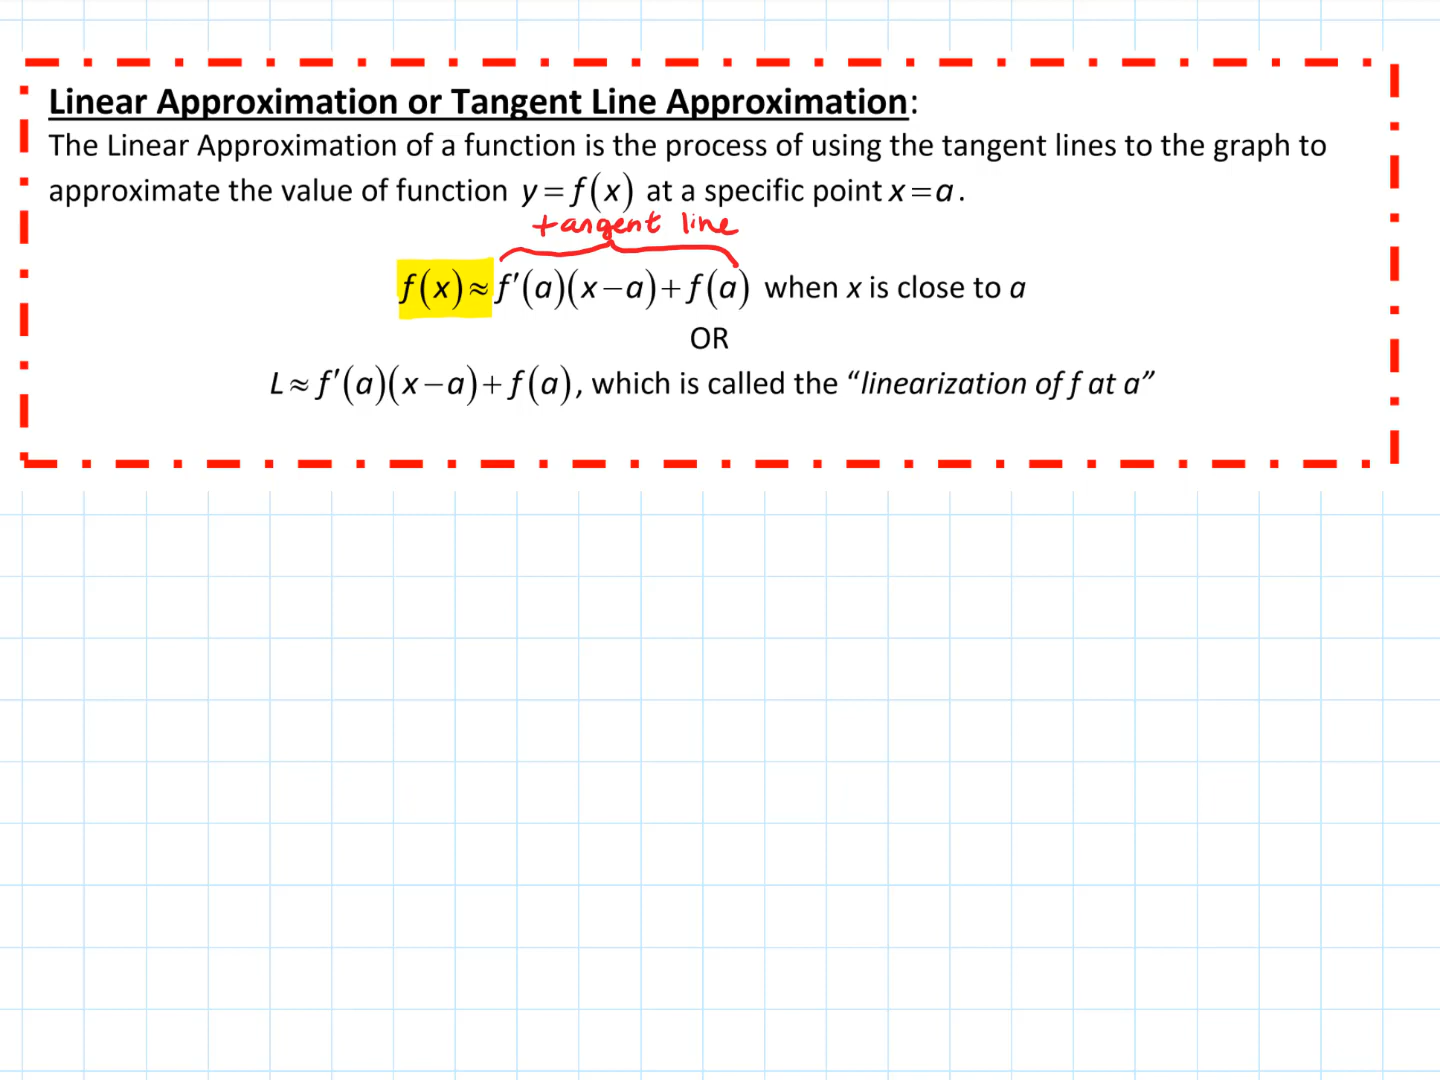 Linear Approximation or Tangent Line Approximation:
The Linear Approximation of a function is the process of using the tangent lines to the graph to
approximate the value of function y = f(x) at a specific point x = a.
tangent line
f(x) ≈ f′(a)(x − a) + f(a) when x is close to a
OR
L ≈ f′(a)(x − a) + f(a), which is called the “linearization of f at a”